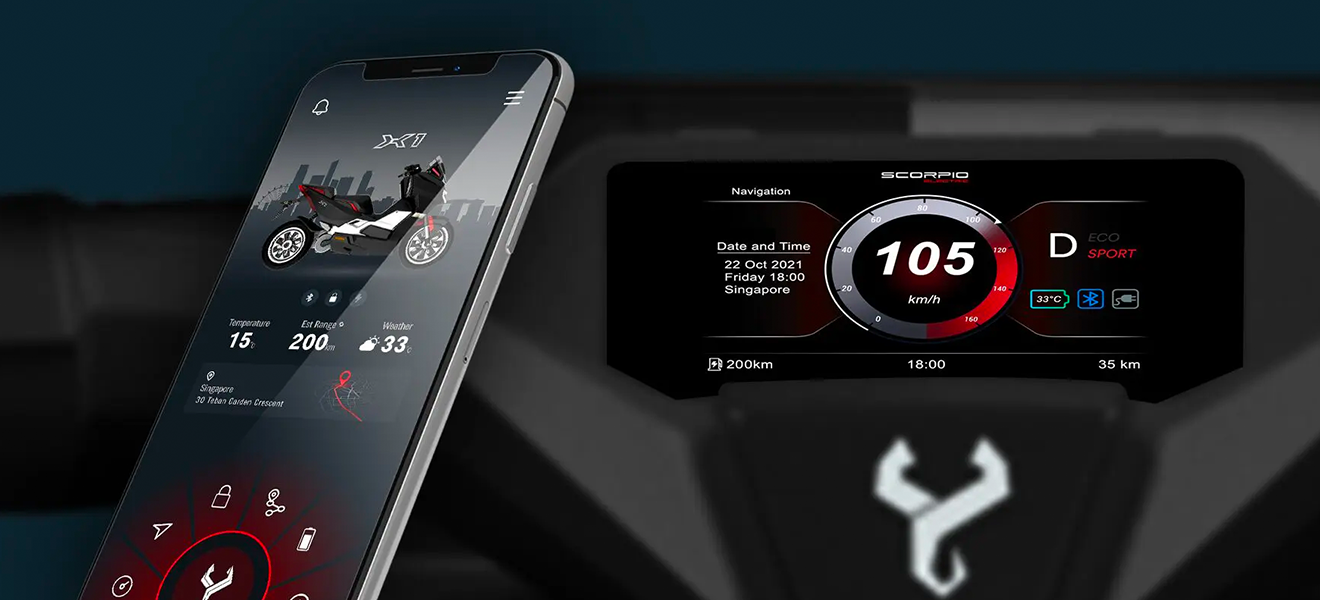 X1
Temperature
15°c
Est Range
200km
Weather
33°c
Singapore
30 Teban Garden Crescent
SCORPIO
ELECTRIC
Navigation
Date and Time
22 Oct 2021
Friday 18:00
Singapore
0
20
40
60
80
100
120
140
160
105
km/h
D
ECO
SPORT
33°C
200km
18:00
35 km